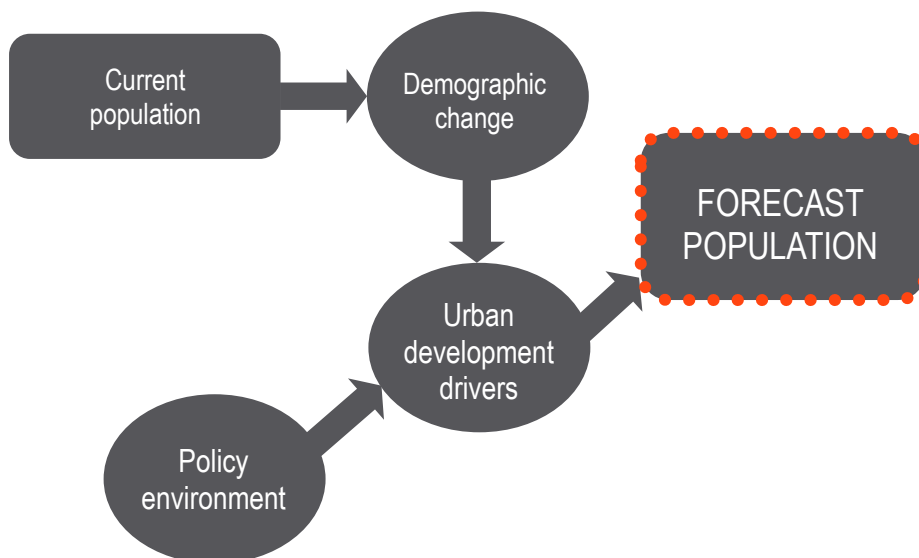 Current
population
Demographic
change
FORECAST
POPULATION
Urban
development
drivers
Policy
environment